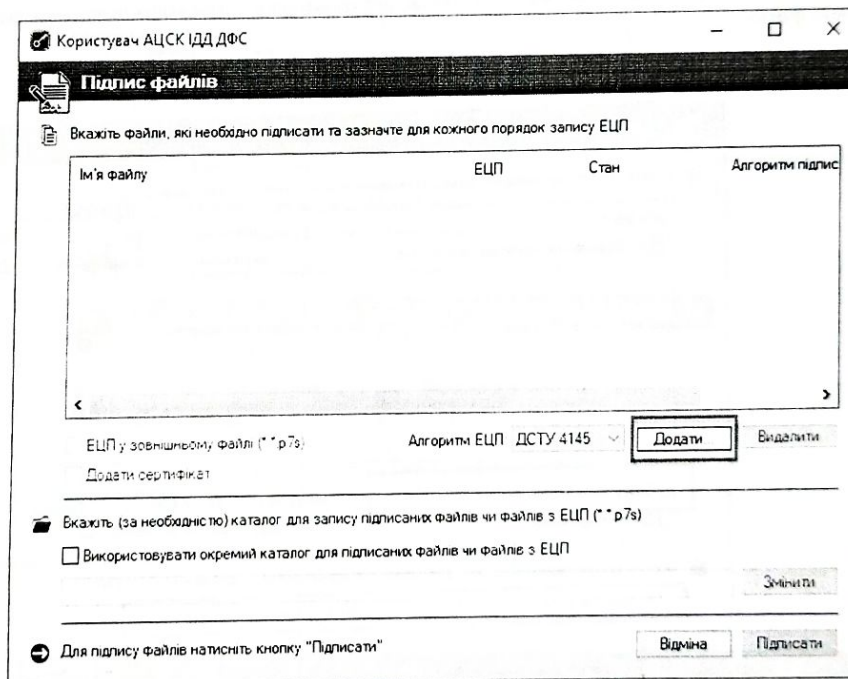 Користувач АЦСК ІДД ДФС
Підпис файлів
Вкажіть файли, які необхідно підписати та зазначте для кожного порядок запису ЕЦП
Ім'я файлу ЕЦП Стан Алгоритм підпис
ЕЦП у зовнішньому файлі (*.*.p7s) Алгоритм ЕЦП ДСТУ 4145 Додати Видалити
Додати сертифікат
Вкажіть (за необхідністю) каталог для запису підписаних файлів чи файлів з ЕЦП (*.*.p7s)
Використовувати окремий каталог для підписаних файлів чи файлів з ЕЦП
Змінити
Для підпису файлів натисніть кнопку "Підписати" Відміна Підписати